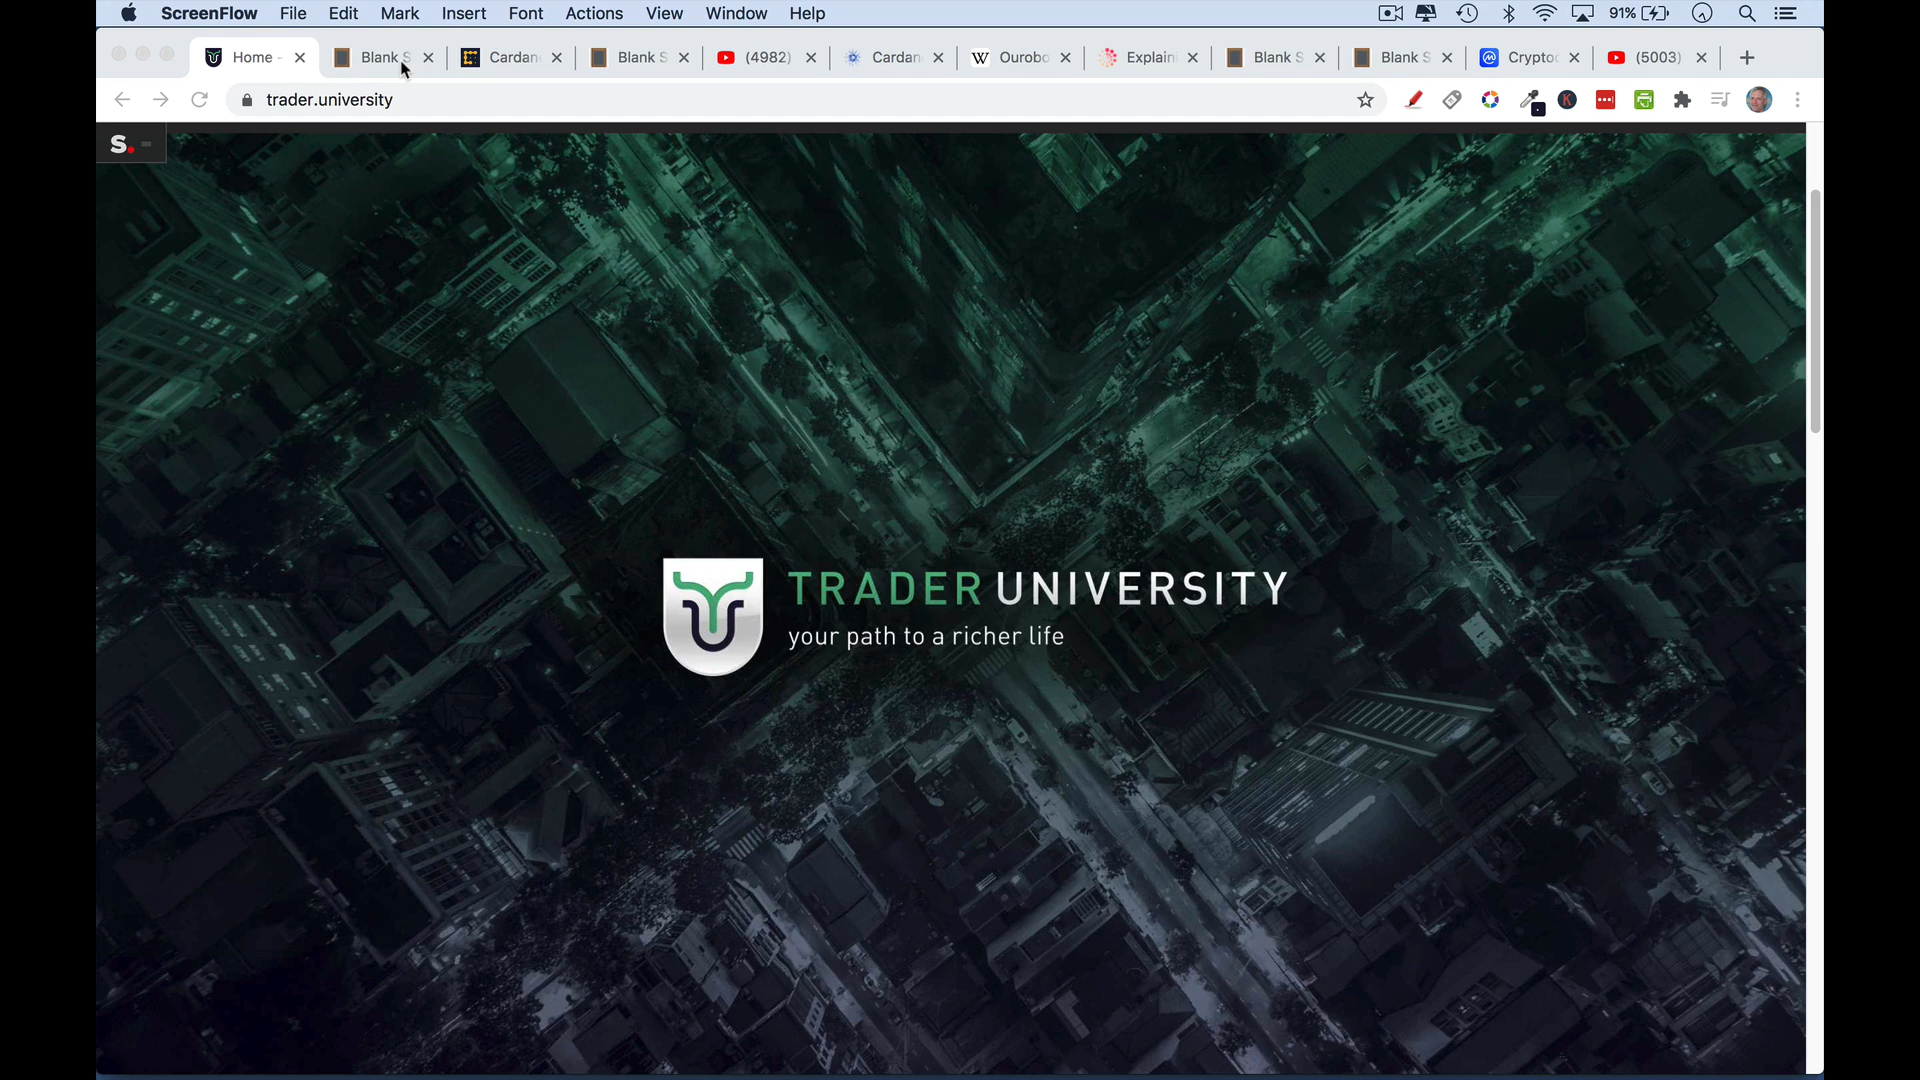 ScreenFlow File Edit Mark Insert Font Actions View Window Help 91%
Home - Blank S Cardan Blank S (4982) Cardan W Ourobo Explain Blank S Blank S Crypto (5003)
trader.university
S.
TRADER UNIVERSITY
your path to a richer life